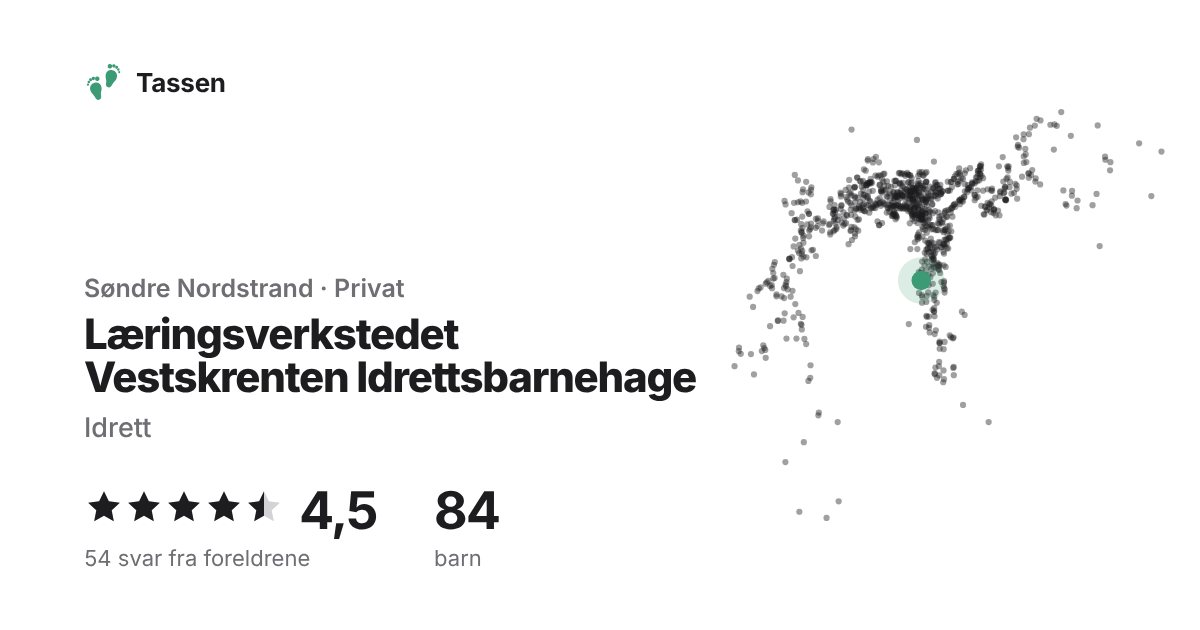 Tassen
Søndre Nordstrand · Privat
Læringsverkstedet
Vestskrenten Idrettsbarnehage
Idrett
4,5
54 svar fra foreldrene
84
barn